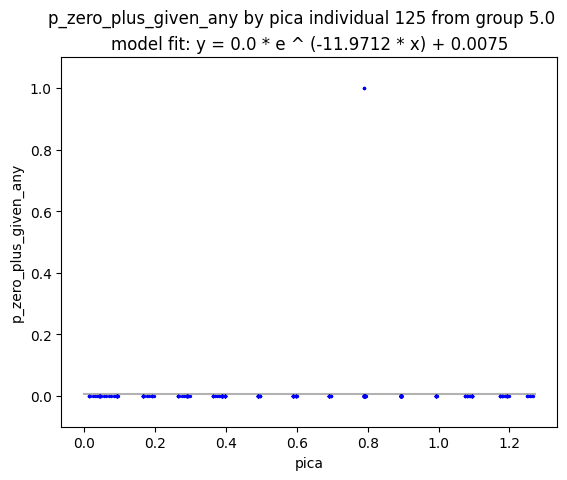 p_zero_plus_given_any by pica individual 125 from group 5.0
model fit: y = 0.0 * e ^ (-11.9712 * x) + 0.0075
1.0
0.8
0.6
0.4
0.2
0.0
p_zero_plus_given_any
0.0 0.2 0.4 0.6 0.8 1.0 1.2
pica